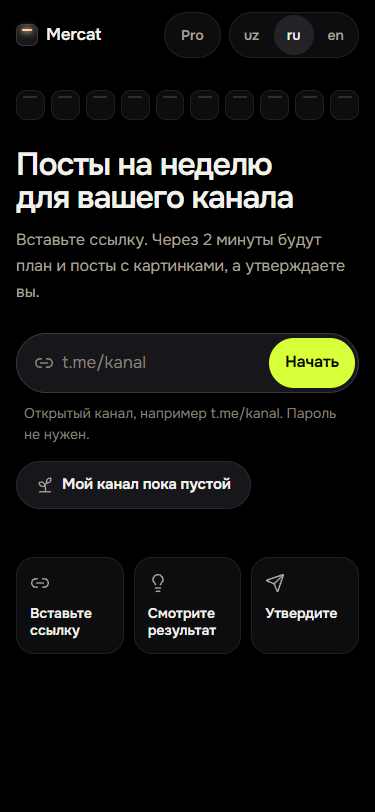 Mercat
Pro
uz
ru
en
Посты на неделю
для вашего канала
Вставьте ссылку. Через 2 минуты будут
план и посты с картинками, а утверждаете
вы.
t.me/kanal
Начать
Открытый канал, например t.me/kanal. Пароль
не нужен.
Мой канал пока пустой
Вставьте
ссылку
Смотрите
результат
Утвердите